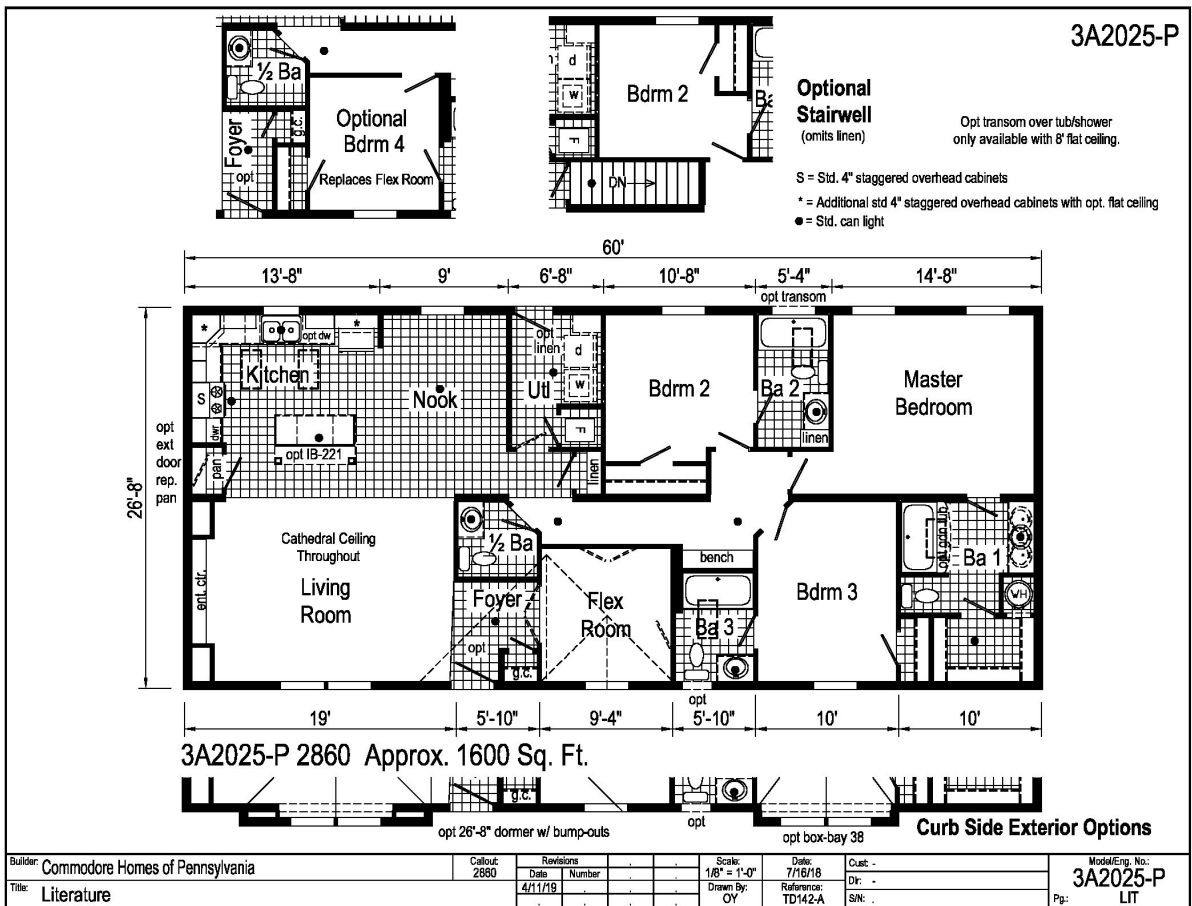 3A2025-P
½ Ba
Foyer
opt
g.c.
Optional
Bdrm 4
Replaces Flex Room
d
w
F
Bdrm 2
Ba
DN
Optional
Stairwell
(omits linen)
Opt transom over tub/shower
only available with 8' flat ceiling.
S = Std. 4" staggered overhead cabinets
* = Additional std 4" staggered overhead cabinets with opt. flat ceiling
● = Std. can light
60'
13'-8" 9' 6'-8" 10'-8" 5'-4" 14'-8"
opt transom
26'-8"
*
opt dw
*
Kitchen
S
dwr
opt IB-221
pan
opt
ext
door
rep.
pan
Nook
opt
linen
Utl
d
w
F
linen
Bdrm 2
Ba 2
linen
Master
Bedroom
Cathedral Ceiling
Throughout
Living
Room
ent. ctr.
½ Ba
Foyer
opt
g.c.
Flex
Room
bench
Ba 3
opt
Bdrm 3
opt gdn tub
Ba 1
WH
19' 5'-10" 9'-4" 5'-10" 10' 10'
3A2025-P 2860 Approx. 1600 Sq. Ft.
g.c.
opt
opt 26'-8" dormer w/ bump-outs
opt box-bay 38
Curb Side Exterior Options
Builder: Commodore Homes of Pennsylvania
Title: Literature
Callout:
2860
Revisions
Date Number
4/11/19
Scale:
1/8" = 1'-0"
Drawn By:
OY
Date:
7/16/18
Reference:
TD142-A
Cust: -
Dlr: -
S/N: .
Model/Eng. No.:
3A2025-P
Pg.: LIT